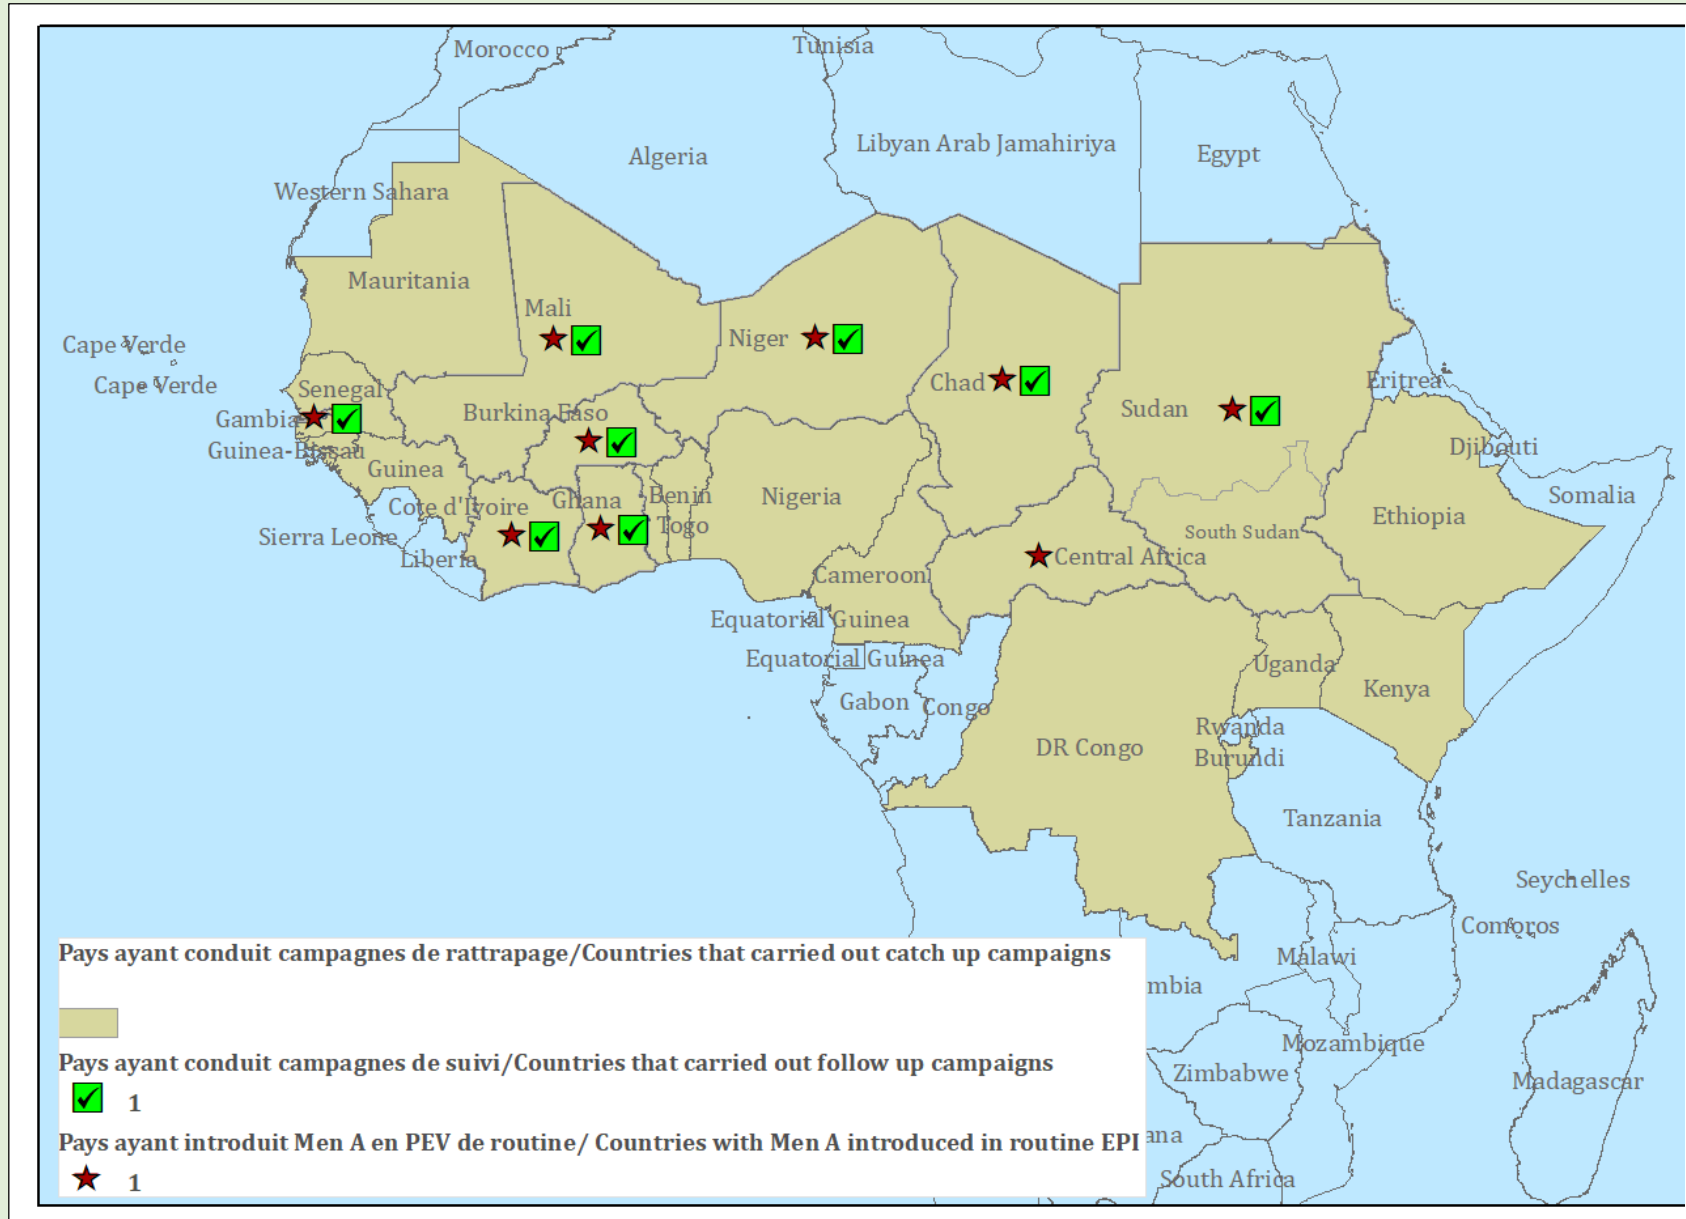 Morocco
Tunisia
Algeria
Libyan Arab Jamahiriya
Egypt
Western Sahara
Mauritania
Mali
Niger
Chad
Sudan
Eritrea
Cape Verde
Cape Verde
Senegal
Gambia
Burkina Faso
Guinea-Bissau
Guinea
Djibouti
Cote d'Ivoire
Ghana
Benin
Togo
Nigeria
Somalia
Ethiopia
South Sudan
Sierra Leone
Liberia
Central Africa
Cameroon
Equatorial Guinea
Equatorial Guinea
Uganda
Kenya
Gabon
Congo
Rwanda
DR Congo
Burundi
Tanzania
Seychelles
Comoros
Malawi
mbia
Mozambique
Zimbabwe
Madagascar
ana
South Africa
Pays ayant conduit campagnes de rattrapage/Countries that carried out catch up campaigns
Pays ayant conduit campagnes de suivi/Countries that carried out follow up campaigns
1
Pays ayant introduit Men A en PEV de routine/ Countries with Men A introduced in routine EPI
1